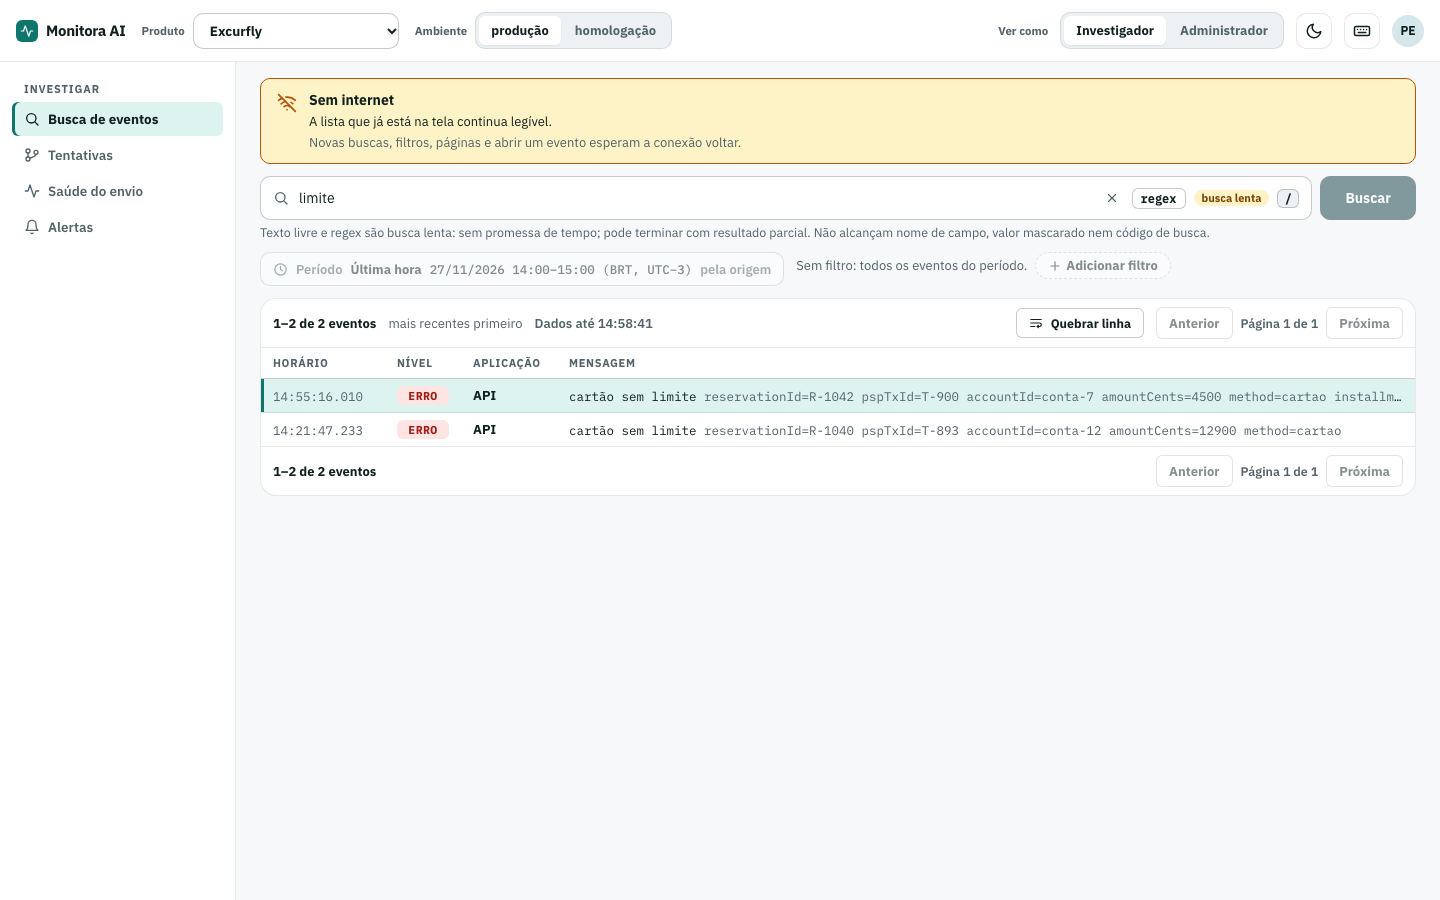 Monitora AI Produto Excurfly Ambiente produção homologação Ver como Investigador Administrador PE
INVESTIGAR
Busca de eventos
Tentativas
Saúde do envio
Alertas
Sem internet
A lista que já está na tela continua legível.
Novas buscas, filtros, páginas e abrir um evento esperam a conexão voltar.
limite regex busca lenta / Buscar
Texto livre e regex são busca lenta: sem promessa de tempo; pode terminar com resultado parcial. Não alcançam nome de campo, valor mascarado nem código de busca.
Período Última hora 27/11/2026 14:00–15:00 (BRT, UTC−3) pela origem Sem filtro: todos os eventos do período. + Adicionar filtro
1–2 de 2 eventos mais recentes primeiro Dados até 14:58:41 Quebrar linha Anterior Página 1 de 1 Próxima
HORÁRIO NÍVEL APLICAÇÃO MENSAGEM
14:55:16.010 ERRO API cartão sem limite reservationId=R-1042 pspTxId=T-900 accountId=conta-7 amountCents=4500 method=cartao installm…
14:21:47.233 ERRO API cartão sem limite reservationId=R-1040 pspTxId=T-893 accountId=conta-12 amountCents=12900 method=cartao
1–2 de 2 eventos Anterior Página 1 de 1 Próxima